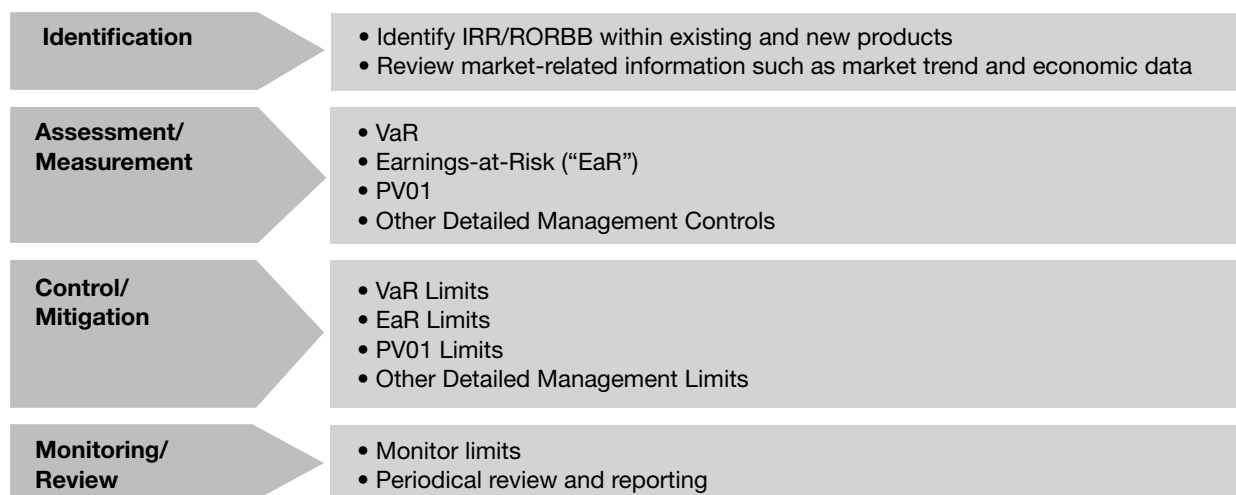 Identification
• Identify IRR/RORBB within existing and new products
• Review market-related information such as market trend and economic data
Assessment/
Measurement
• VaR
• Earnings-at-Risk (“EaR”)
• PV01
• Other Detailed Management Controls
Control/
Mitigation
• VaR Limits
• EaR Limits
• PV01 Limits
• Other Detailed Management Limits
Monitoring/
Review
• Monitor limits
• Periodical review and reporting